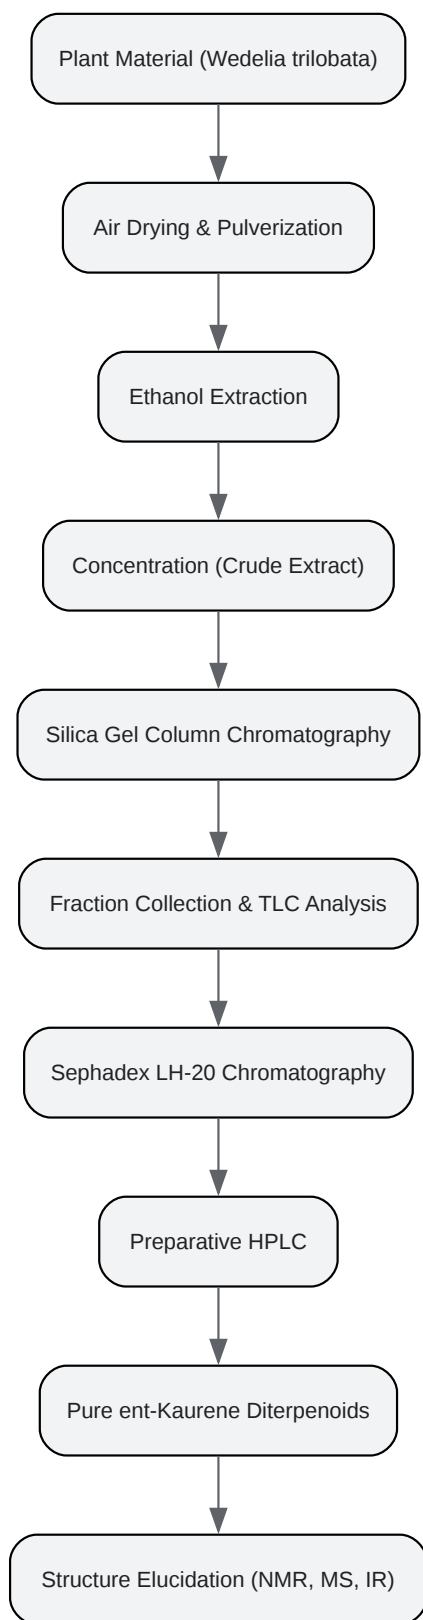 Plant Material (Wedelia trilobata)
Air Drying & Pulverization
Ethanol Extraction
Concentration (Crude Extract)
Silica Gel Column Chromatography
Fraction Collection & TLC Analysis
Sephadex LH-20 Chromatography
Preparative HPLC
Pure ent-Kaurene Diterpenoids
Structure Elucidation (NMR, MS, IR)